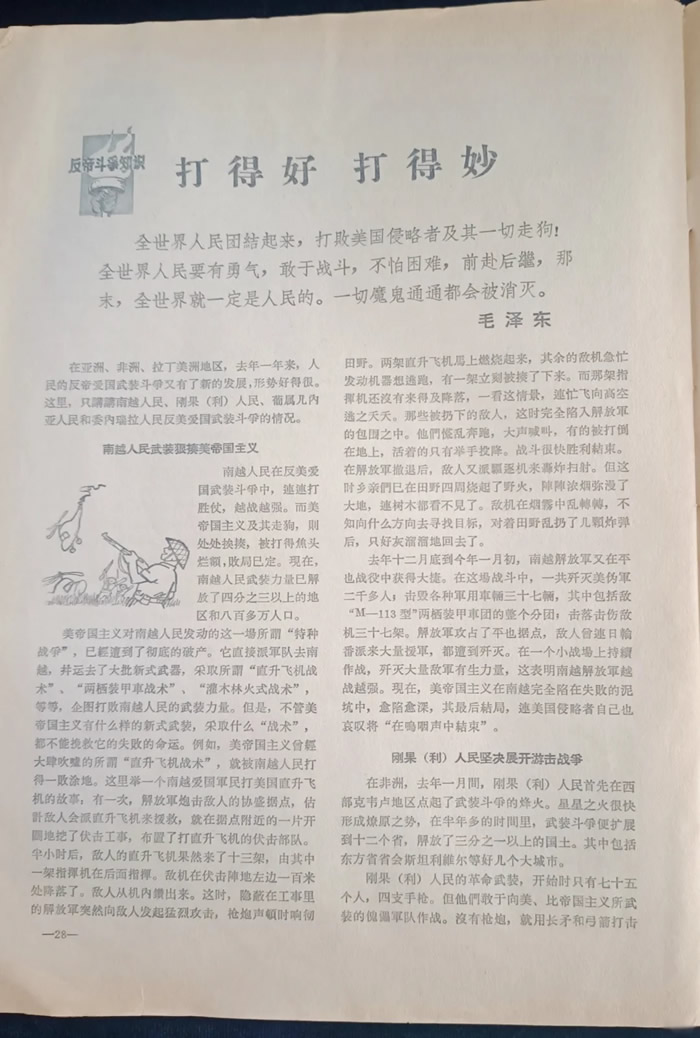 反帝斗爭知识
打得好 打得妙
全世界人民团结起来，打败美国侵略者及其一切走狗！
全世界人民要有勇气，敢于战斗，不怕困难，前赴后继，那
末，全世界就一定是人民的。一切魔鬼通通都会被消灭。
毛泽东
在亚洲、非洲、拉丁美洲地区，去年一年来，人
民的反帝爱国武装斗爭又有了新的发展，形势好得很。
这里，只講講南越人民、刚果（利）人民、葡属几內
亚人民和委內瑞拉人民反美爱国武装斗爭的情况。
南越人民武装狠搞美帝国主义
南越人民在反美爱
国武装斗爭中，連連打
胜仗，越战越强。而美
帝国主义及其走狗，則
处处挨揍，被打得焦头
烂額，敗局已定。現在，
南越人民武装力量已解
放了四分之三以上的地
区和八百多万人口。
美帝国主义对南越人民发动的这一場所謂“特种
战爭”，已經遭到了彻底的破产。它直接派軍队去南
越，并运去了大批新式武器，采取所謂“直升飞机战
术”、“两栖装甲車战术”、“灌木林火式战术”，
等等，企图打敗南越人民的武装力量。但是，不管美
帝国主义有什么样的新式武装，采取什么“战术”，
都不能挽救它的失敗的命运。例如，美帝国主义曾經
大肆吹嘘的所謂“直升飞机战术”，就被南越人民打
得一敗涂地。这里举一个南越爱国軍民打美国直升飞
机的故事，有一次，解放軍炮击敌人的协盛据点，估
計敌人会派直升飞机来援救，就在据点附近的一片开
闊地挖了伏击工事，布置了打直升飞机的伏击部队。
半小时后，敌人的直升飞机果然来了十三架，由其中
一架指揮机在后面指揮。敌机在伏击陣地左边一百米
处降落了。敌人从机內鑽出来。这时，隐蔽在工事里
的解放軍突然向敌人发起猛烈攻击，枪炮声頓时响彻
田野。两架直升飞机馬上燃烧起来，其余的敌机急忙
发动机器想逃跑，有一架立刻被揍了下来。而那架指
揮机还沒有来得及降落，一看这情景，連忙飞向高空
逃之夭夭。那些被扔下的敌人，这时完全陷入解放軍
的包围之中。他們慌乱奔跑，大声喊叫，有的被打倒
在地上，活着的只有举手投降。战斗很快胜利結束。
在解放軍撤退后，敌人又派轟逐机来轟炸扫射。但这
时乡亲們已在田野四周烧起了野火，陣陣浓烟弥漫了
大地，連树木都看不見了。敌机在烟霧中乱轉轉，不
知向什么方向去寻找目标，对着田野乱扔了几顆炸弹
后，只好灰溜溜地回去了。
去年十二月底到今年一月初，南越解放軍又在平
也战役中获得大捷。在这場战斗中，一共歼灭美伪軍
二千多人；击毁各种軍用車輛三十七輛，其中包括敌
“M—113型”两栖装甲車团的整个分团；击落击伤敌
机三十七架。解放軍攻占了平也据点，敌人曾連日輪
番派来大量援軍，都遭到歼灭。在一个小战場上持續
作战，歼灭大量敌軍有生力量，这表明南越解放軍越
战越强。現在，美帝国主义在南越完全陷在失敗的泥
坑中，愈陷愈深，其最后結局，連美国侵略者自己也
哀叹将“在嗚咽声中結束”。
刚果（利）人民坚决展开游击战爭
在非洲，去年一月間，刚果（利）人民首先在西
部克韦卢地区点起了武装斗爭的烽火。星星之火很快
形成燎原之势，在半年多的时間里，武装斗爭便扩展
到十二个省，解放了三分之一以上的国土。其中包括
东方省省会斯坦利維尔等好几个大城市。
刚果（利）人民的革命武装，开始时只有七十五
个人，四支手枪。但他們敢于向美、比帝国主义所武
装的傀儡軍队作战。沒有枪炮，就用长矛和弓箭打击
—28—